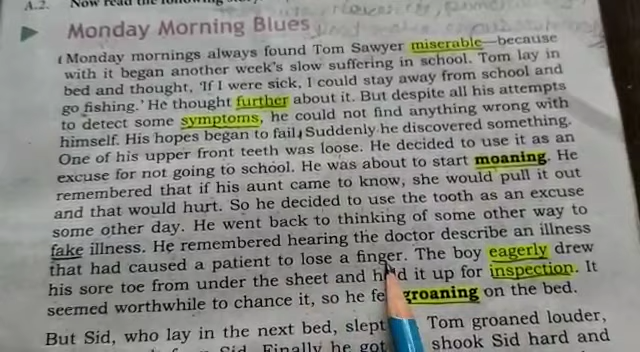 A.2. Now read the following
Monday Morning Blues
Monday mornings always found Tom Sawyer miserable—because
with it began another week's slow suffering in school. Tom lay in
bed and thought, 'If I were sick, I could stay away from school and
go fishing.' He thought further about it. But despite all his attempts
to detect some symptoms, he could not find anything wrong with
himself. His hopes began to fail. Suddenly he discovered something.
One of his upper front teeth was loose. He decided to use it as an
excuse for not going to school. He was about to start moaning. He
remembered that if his aunt came to know, she would pull it out
and that would hurt. So he decided to use the tooth as an excuse
some other day. He went back to thinking of some other way to
fake illness. He remembered hearing the doctor describe an illness
that had caused a patient to lose a finger. The boy eagerly drew
his sore toe from under the sheet and held it up for inspection. It
seemed worthwhile to chance it, so he fe groaning on the bed.
But Sid, who lay in the next bed, slept Tom groaned louder,
Sid. Finally he got shook Sid hard and